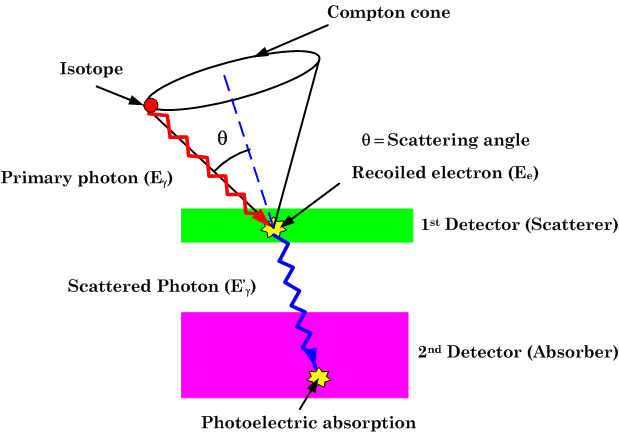 Compton cone
Isotope
θ
θ = Scattering angle
Primary photon (Eγ)
Recoiled electron (Ee)
1st Detector (Scatterer)
Scattered Photon (E'γ)
2nd Detector (Absorber)
Photoelectric absorption